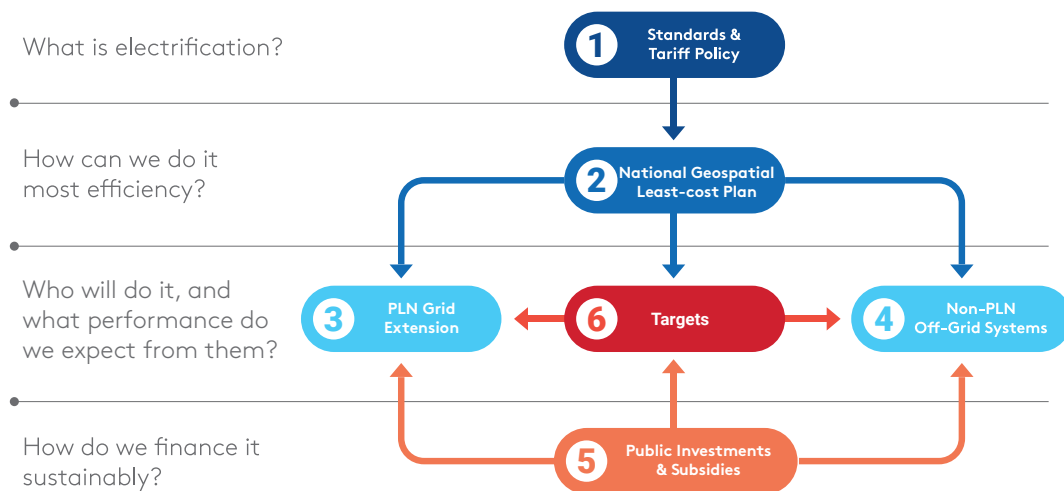 What is electrification?
1
Standards &
Tariff Policy
How can we do it
most efficiency?
2
National Geospatial
Least-cost Plan
Who will do it, and
what performance do
we expect from them?
3
PLN Grid
Extension
6
Targets
4
Non-PLN
Off-Grid Systems
How do we finance it
sustainably?
5
Public Investments
& Subsidies